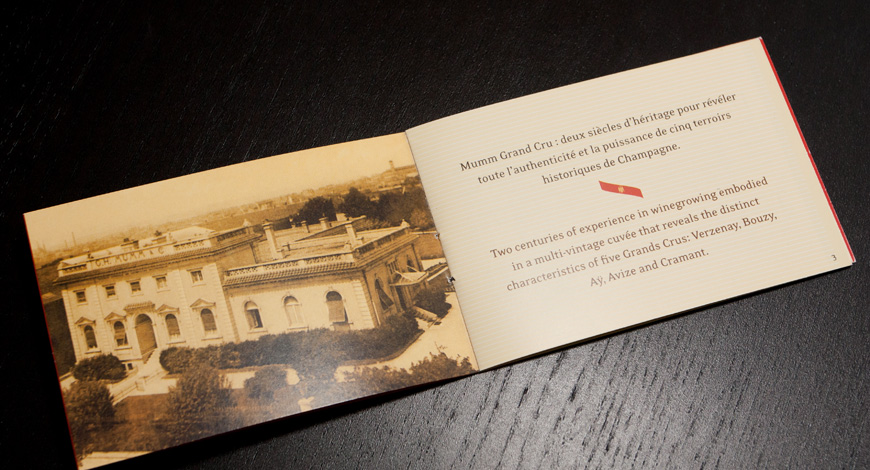 Mumm Grand Cru : deux siècles d'héritage pour révéler
toute l'authenticité et la puissance de cinq terroirs
historiques de Champagne.
Two centuries of experience in winegrowing embodied
in a multi-vintage cuvée that reveals the distinct
characteristics of five Grands Crus: Verzenay, Bouzy,
Aÿ, Avize and Cramant.
3